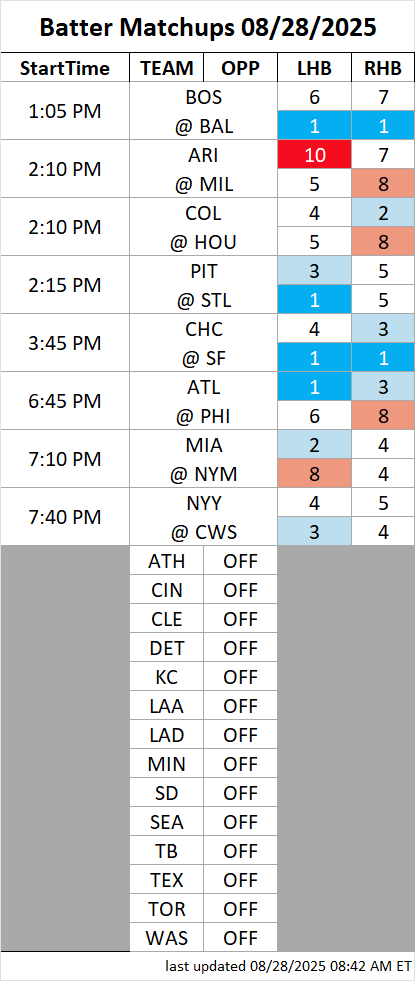 Batter Matchups 08/28/2025
StartTime TEAM OPP LHB RHB
1:05 PM BOS 6 7
@ BAL 1 1
2:10 PM ARI 10 7
@ MIL 5 8
2:10 PM COL 4 2
@ HOU 5 8
2:15 PM PIT 3 5
@ STL 1 5
3:45 PM CHC 4 3
@ SF 1 1
6:45 PM ATL 1 3
@ PHI 6 8
7:10 PM MIA 2 4
@ NYM 8 4
7:40 PM NYY 4 5
@ CWS 3 4
ATH OFF
CIN OFF
CLE OFF
DET OFF
KC OFF
LAA OFF
LAD OFF
MIN OFF
SD OFF
SEA OFF
TB OFF
TEX OFF
TOR OFF
WAS OFF
last updated 08/28/2025 08:42 AM ET